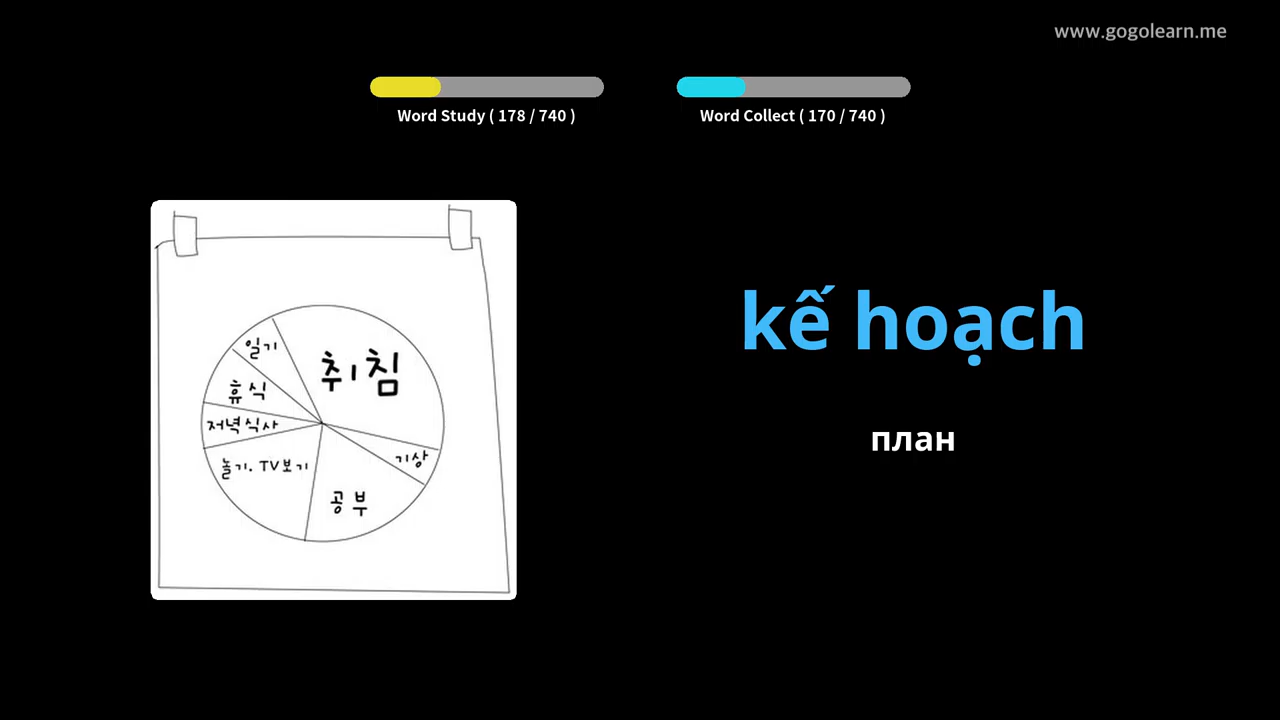 www.gogolearn.me
Word Study ( 178 / 740 )
Word Collect ( 170 / 740 )
일기
취침
휴식
저녁식사
놀기. TV보기
기상
공부
kế hoạch
план